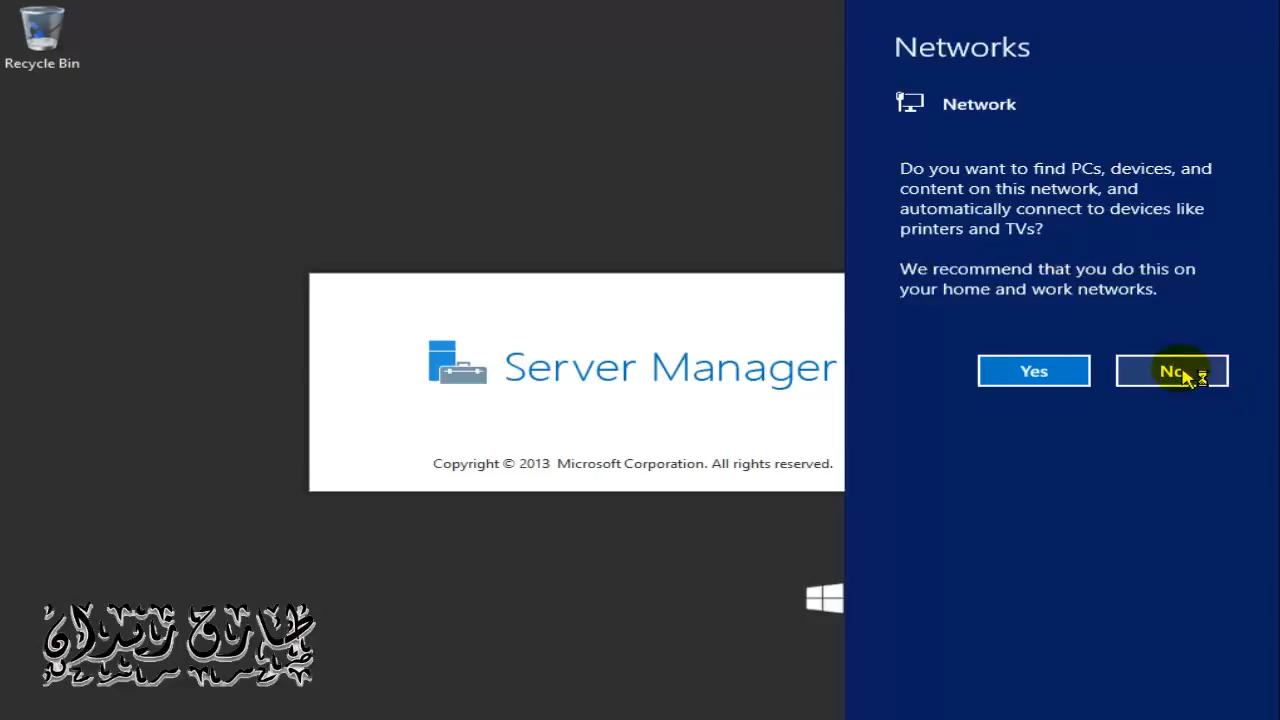 Recycle Bin
Networks
Network
Do you want to find PCs, devices, and
content on this network, and
automatically connect to devices like
printers and TVs?
We recommend that you do this on
your home and work networks.
Yes
No
Server Manager
Copyright © 2013 Microsoft Corporation. All rights reserved.
طارق زيدان